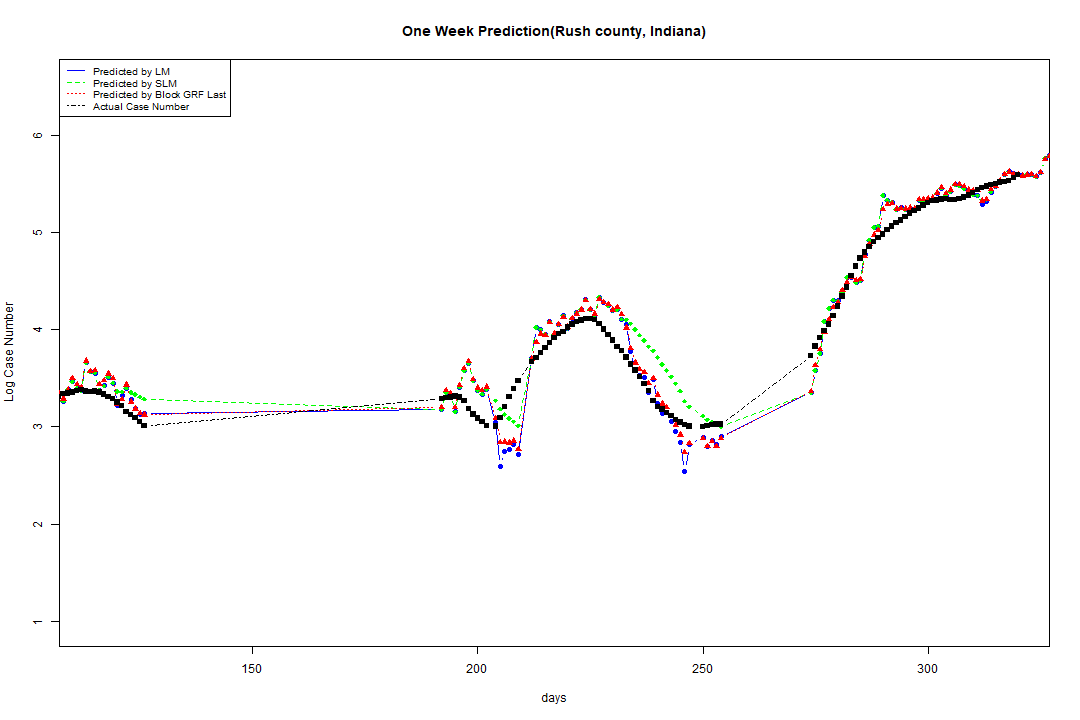 One Week Prediction(Rush county, Indiana)
Predicted by LM
Predicted by SLM
Predicted by Block GRF Last
Actual Case Number
6
5
4
3
2
1
Log Case Number
150 200 250 300
days